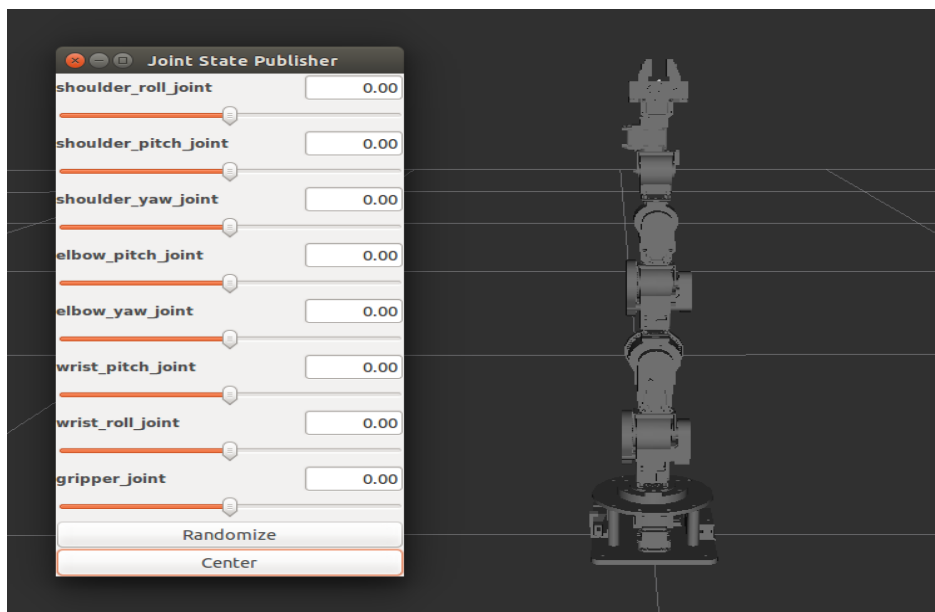 Joint State Publisher
shoulder_roll_joint 0.00
shoulder_pitch_joint 0.00
shoulder_yaw_joint 0.00
elbow_pitch_joint 0.00
elbow_yaw_joint 0.00
wrist_pitch_joint 0.00
wrist_roll_joint 0.00
gripper_joint 0.00
Randomize
Center